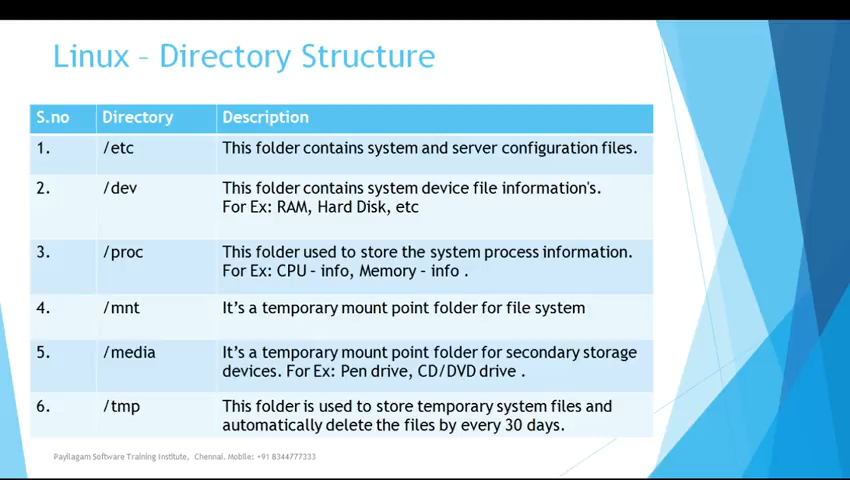 Linux – Directory Structure
S.no Directory Description
1. /etc This folder contains system and server configuration files.
2. /dev This folder contains system device file information's.
For Ex: RAM, Hard Disk, etc
3. /proc This folder used to store the system process information.
For Ex: CPU – info, Memory – info .
4. /mnt It's a temporary mount point folder for file system
5. /media It's a temporary mount point folder for secondary storage
devices. For Ex: Pen drive, CD/DVD drive .
6. /tmp This folder is used to store temporary system files and
automatically delete the files by every 30 days.
Payilagam Software Training Institute, Chennai. Mobile: +91 8344777333